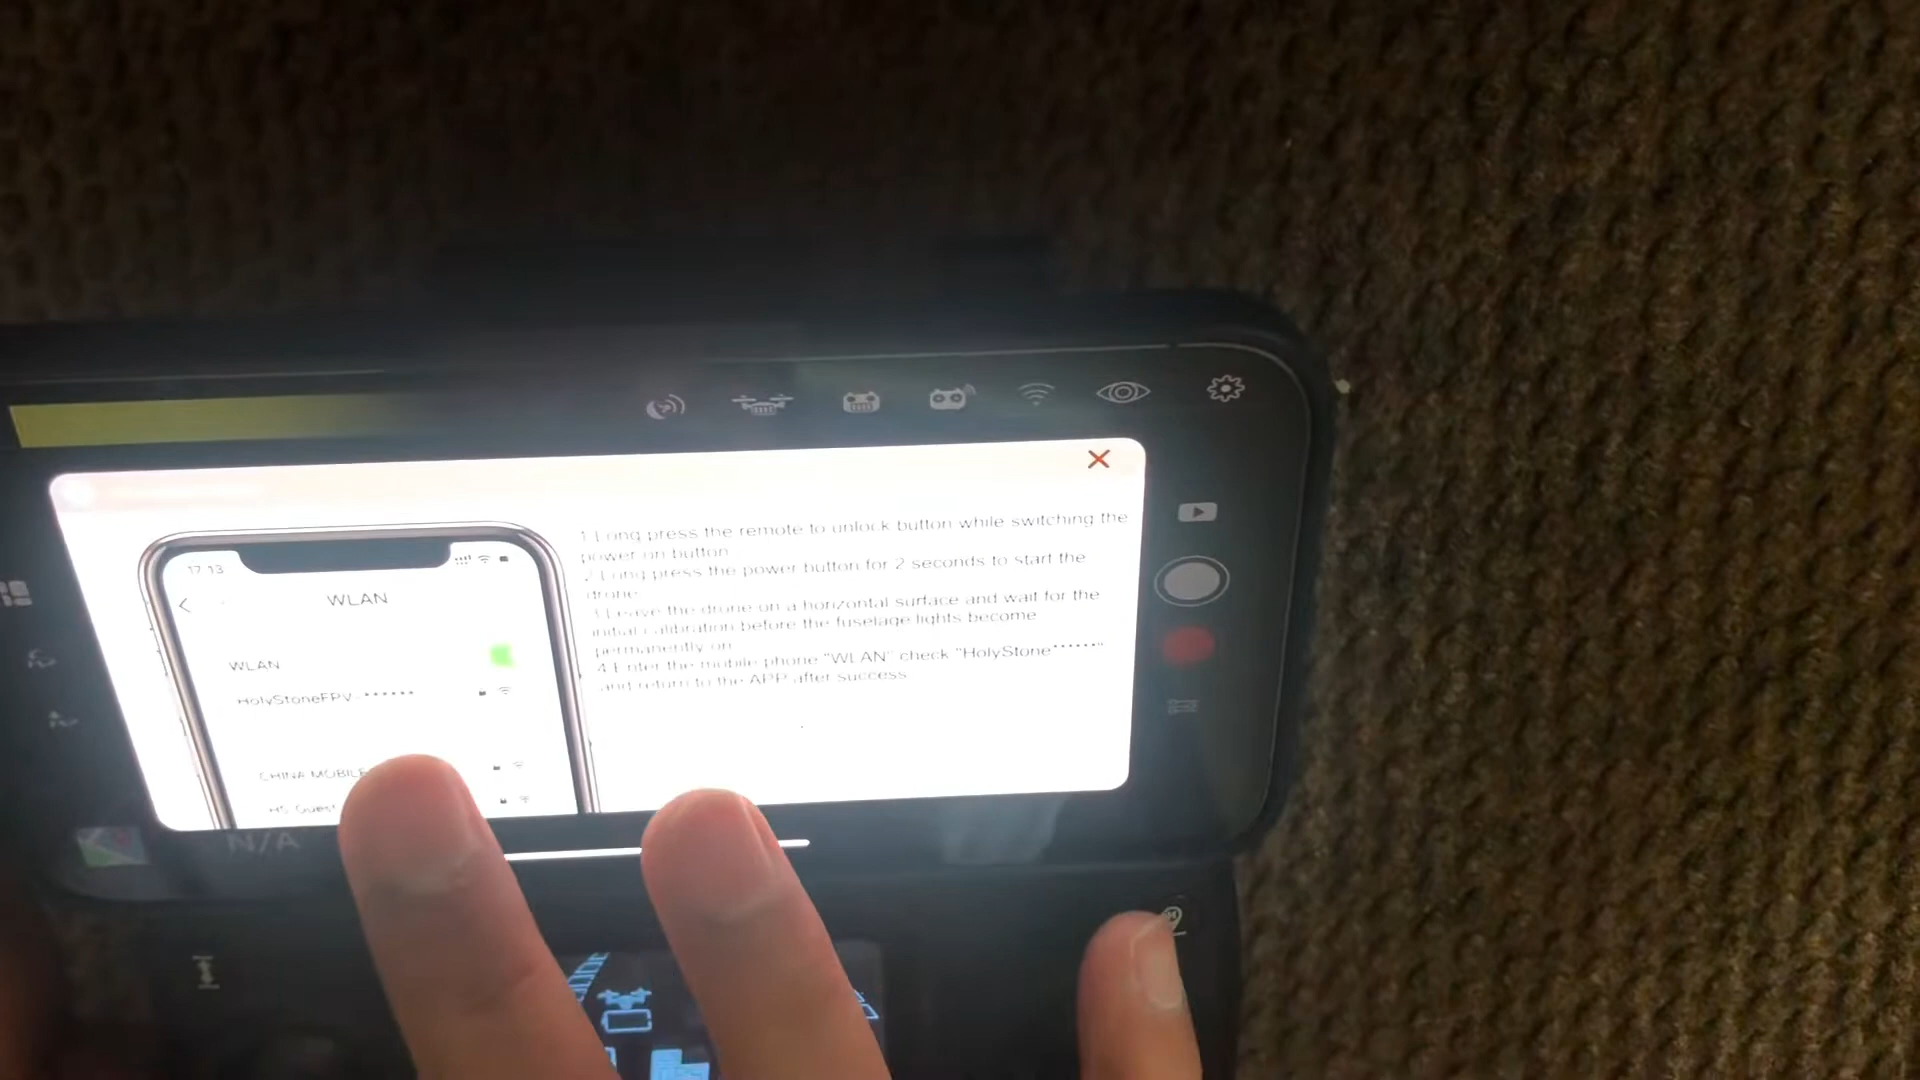 17 13
WLAN
WLAN
HolyStoneFPV-******
CHINA MOBILE
HS Guest
1.Long press the remote to unlock button while switching the
power on button.
2.Long press the power button for 2 seconds to start the
drone.
3.Leave the drone on a horizontal surface and wait for the
initial calibration before the fuselage lights become
permanently on.
4.Enter the mobile phone "WLAN" check "HolyStone******"
and return to the APP after success
N/A